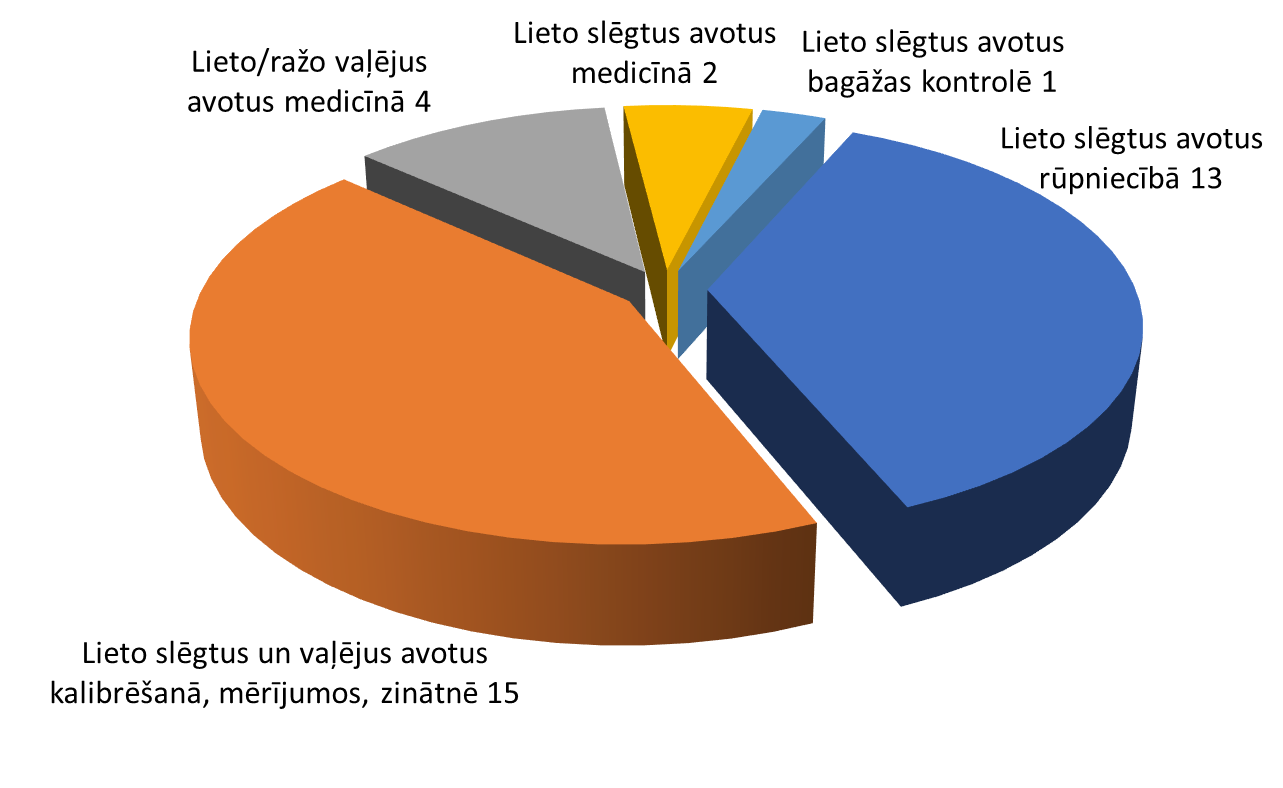 Lieto/ražo vaļējus
avotus medicīnā 4
Lieto slēgtus avotus
medicīnā 2
Lieto slēgtus avotus
bagāžas kontrolē 1
Lieto slēgtus avotus
rūpniecībā 13
Lieto slēgtus un vaļējus avotus
kalibrēšanā, mērījumos, zinātnē 15